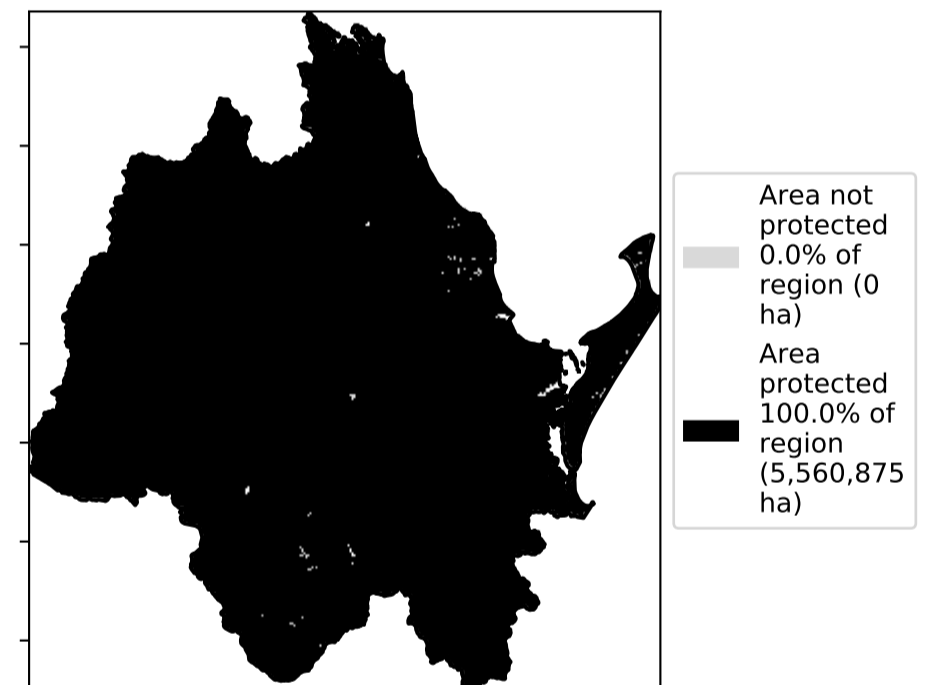 Area not
protected
0.0% of
region (0
ha)
Area
protected
100.0% of
region
(5,560,875
ha)